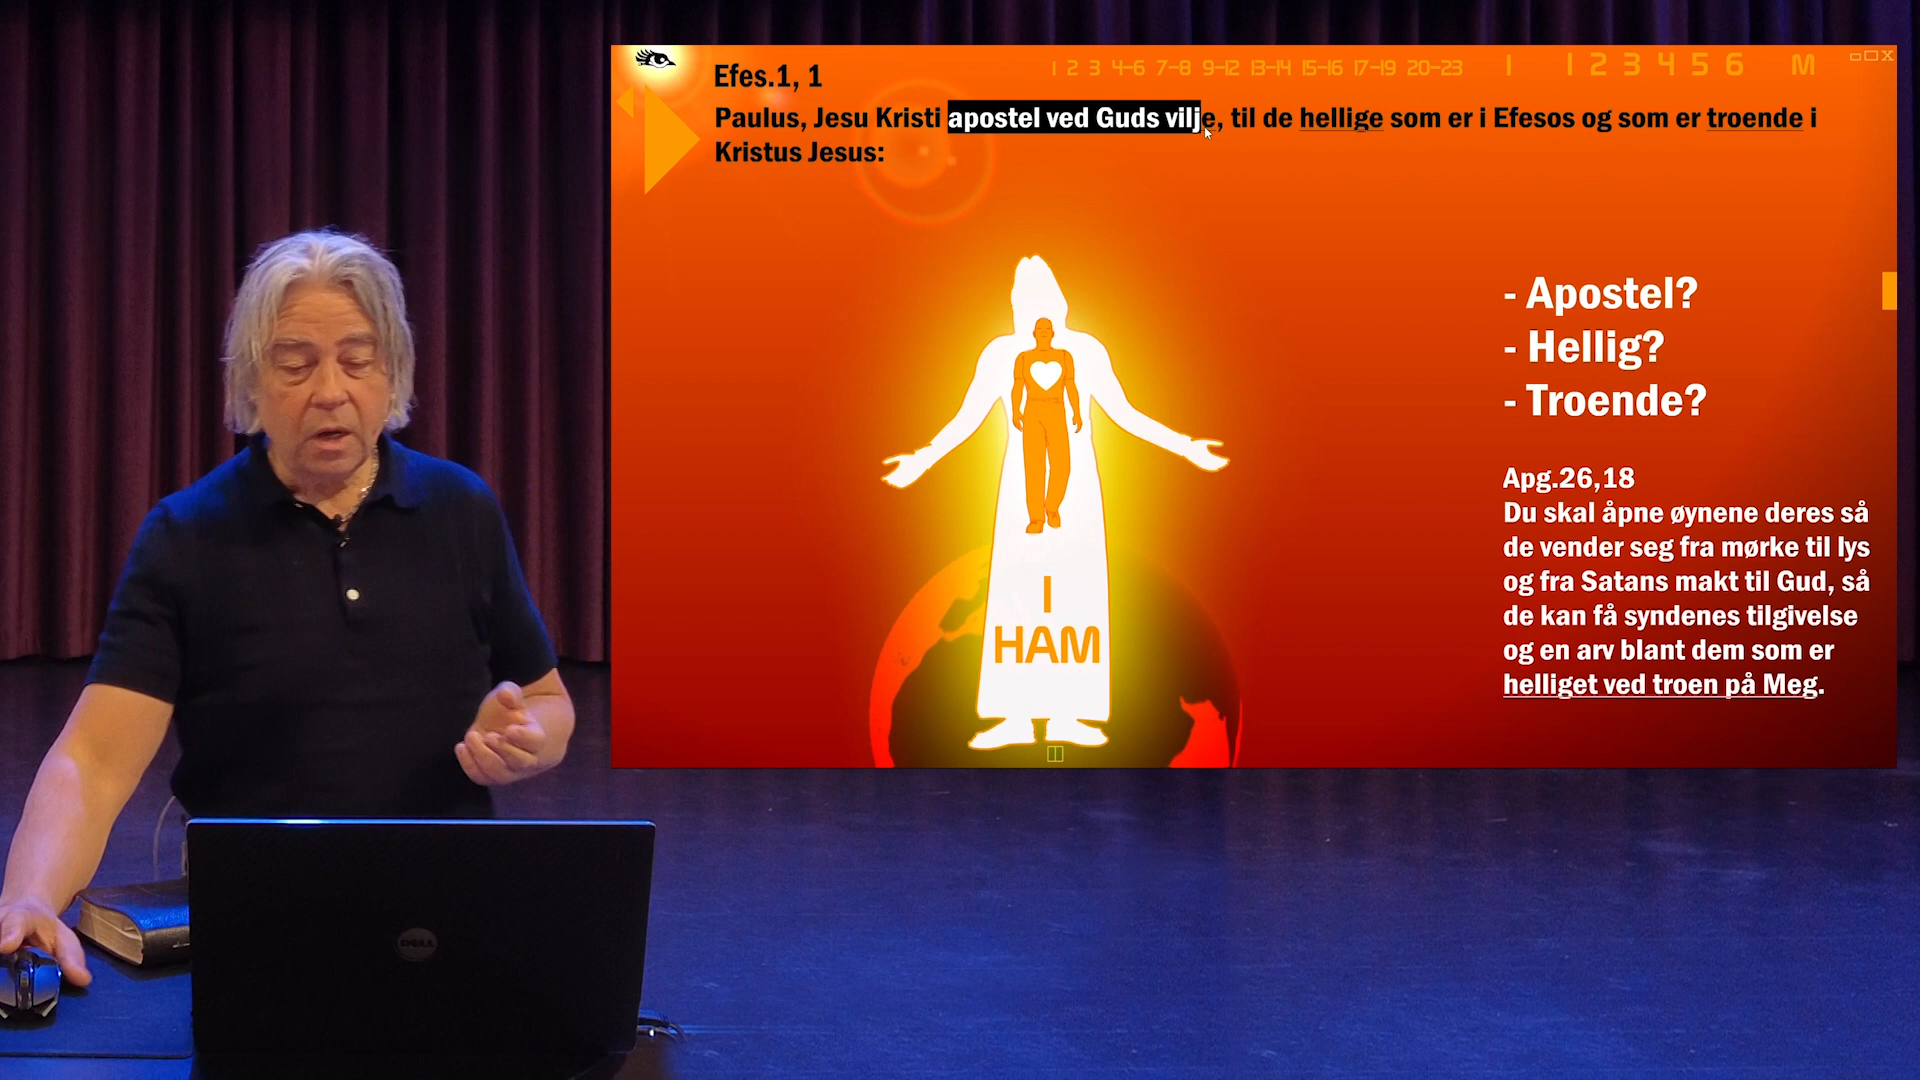 Efes.1, 1
1 2 3 4-6 7-8 9-12 13-14 15-16 17-19 20-23 1 1 2 3 4 5 6 M X
Paulus, Jesu Kristi apostel ved Guds vilje, til de hellige som er i Efesos og som er troende i
Kristus Jesus:
- Apostel?
- Hellig?
- Troende?
Apg.26,18
Du skal åpne øynene deres så
de vender seg fra mørke til lys
og fra Satans makt til Gud, så
de kan få syndenes tilgivelse
og en arv blant dem som er
helliget ved troen på Meg.
I
HAM
DELL